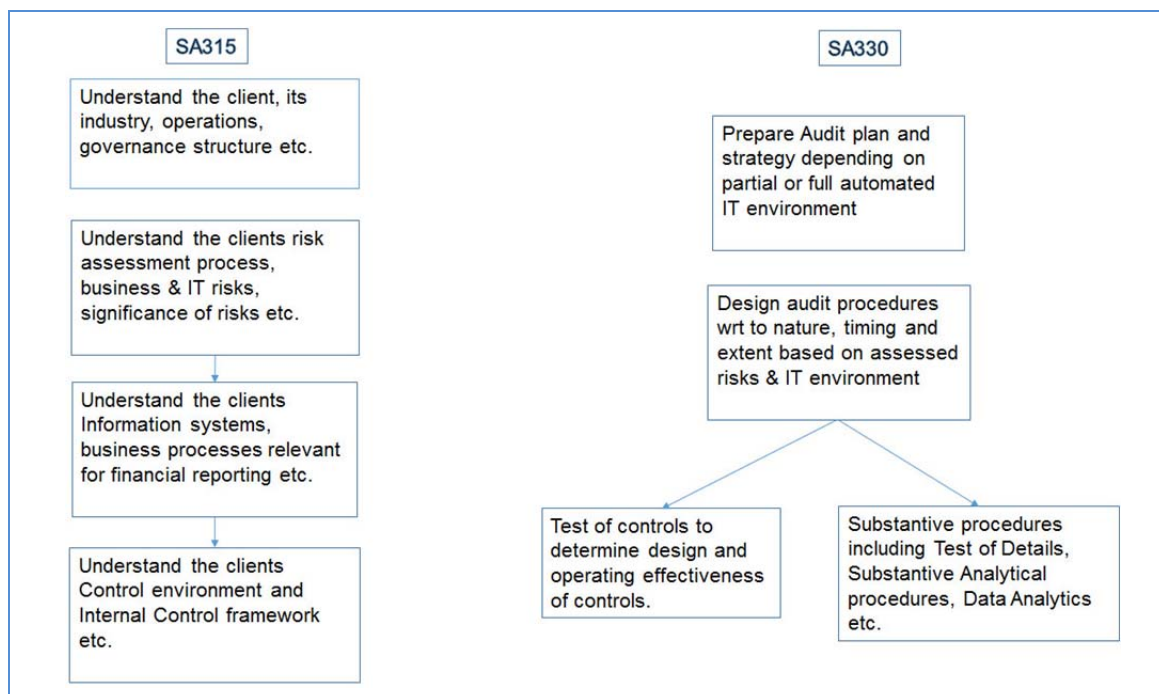 SA315
Understand the client, its
industry, operations,
governance structure etc.
Understand the clients risk
assessment process,
business & IT risks,
significance of risks etc.
Understand the clients
Information systems,
business processes relevant
for financial reporting etc.
Understand the clients
Control environment and
Internal Control framework
etc.
SA330
Prepare Audit plan and
strategy depending on
partial or full automated
IT environment
Design audit procedures
wrt to nature, timing and
extent based on assessed
risks & IT environment
Test of controls to
determine design and
operating effectiveness
of controls.
Substantive procedures
including Test of Details,
Substantive Analytical
procedures, Data Analytics
etc.